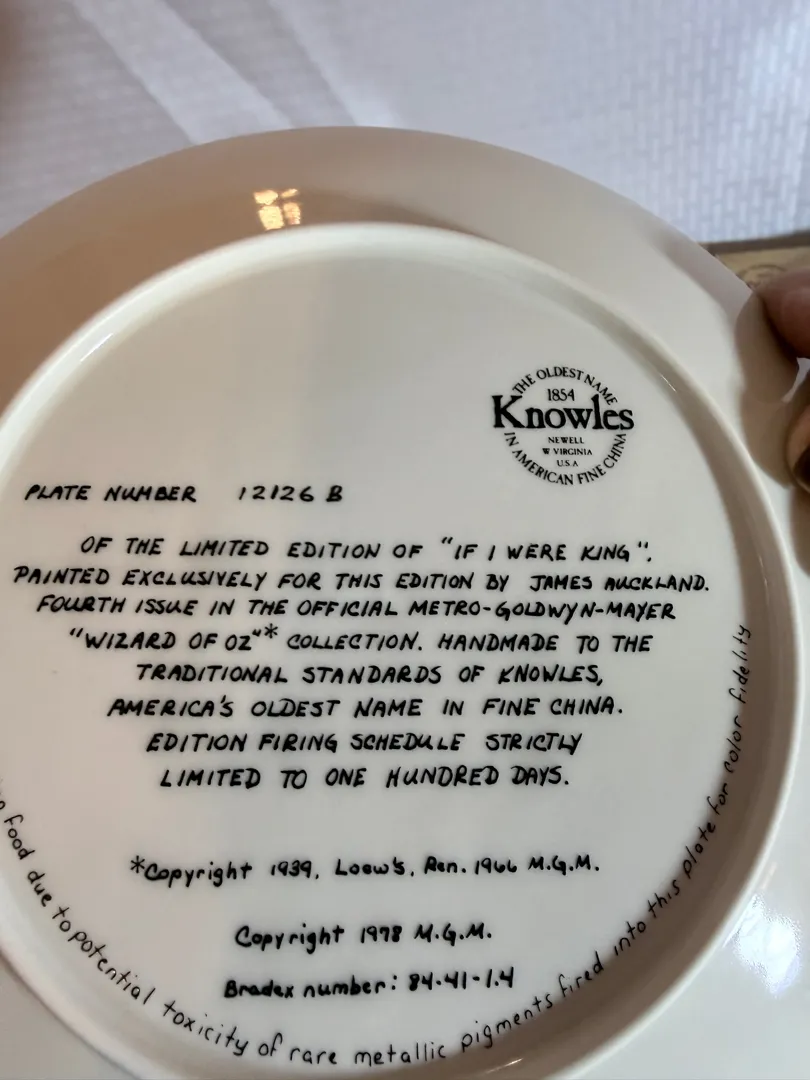 THE OLDEST NAME
1854
Knowles
NEWELL
W VIRGINIA
U.S.A
IN AMERICAN FINE CHINA
PLATE NUMBER 12126 B
OF THE LIMITED EDITION OF "IF I WERE KING".
PAINTED EXCLUSIVELY FOR THIS EDITION BY JAMES AUCKLAND.
FOURTH ISSUE IN THE OFFICIAL METRO-GOLDWYN-MAYER
"WIZARD OF OZ"* COLLECTION. HANDMADE TO THE
TRADITIONAL STANDARDS OF KNOWLES,
AMERICA'S OLDEST NAME IN FINE CHINA.
EDITION FIRING SCHEDULE STRICTLY
LIMITED TO ONE HUNDRED DAYS.
*Copyright 1939, Loew's, Ren. 1966 M.G.M.
Copyright 1978 M.G.M.
Bradex number: 84-41-1.4
food due to potential toxicity of rare metallic pigments fired into this plate for color fidelity